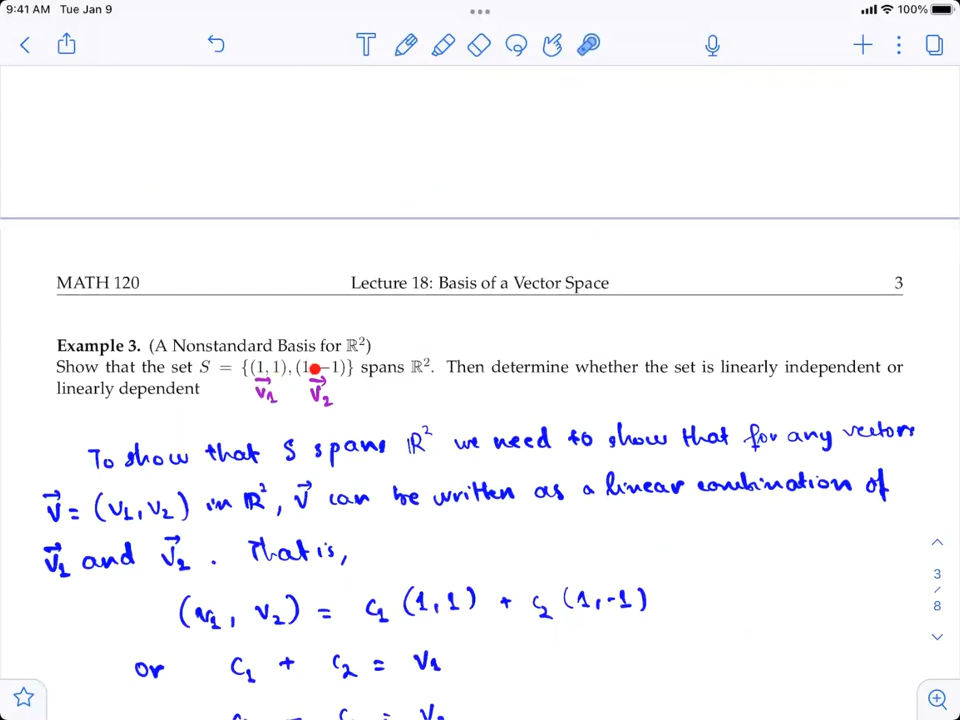 9:41 AM Tue Jan 9
100%
MATH 120 Lecture 18: Basis of a Vector Space 3
Example 3. (A Nonstandard Basis for ℝ²)
Show that the set S = {(1, 1), (1, −1)} spans ℝ². Then determine whether the set is linearly independent or
linearly dependent
v⃗₁ v⃗₂
To show that S spans ℝ² we need to show that for any vectors
v⃗ = (v₁, v₂) in ℝ², v⃗ can be written as a linear combination of
v⃗₁ and v⃗₂. That is,
(v₁, v₂) = c₁ (1, 1) + c₂ (1, -1)
or c₁ + c₂ = v₁
3
/
8